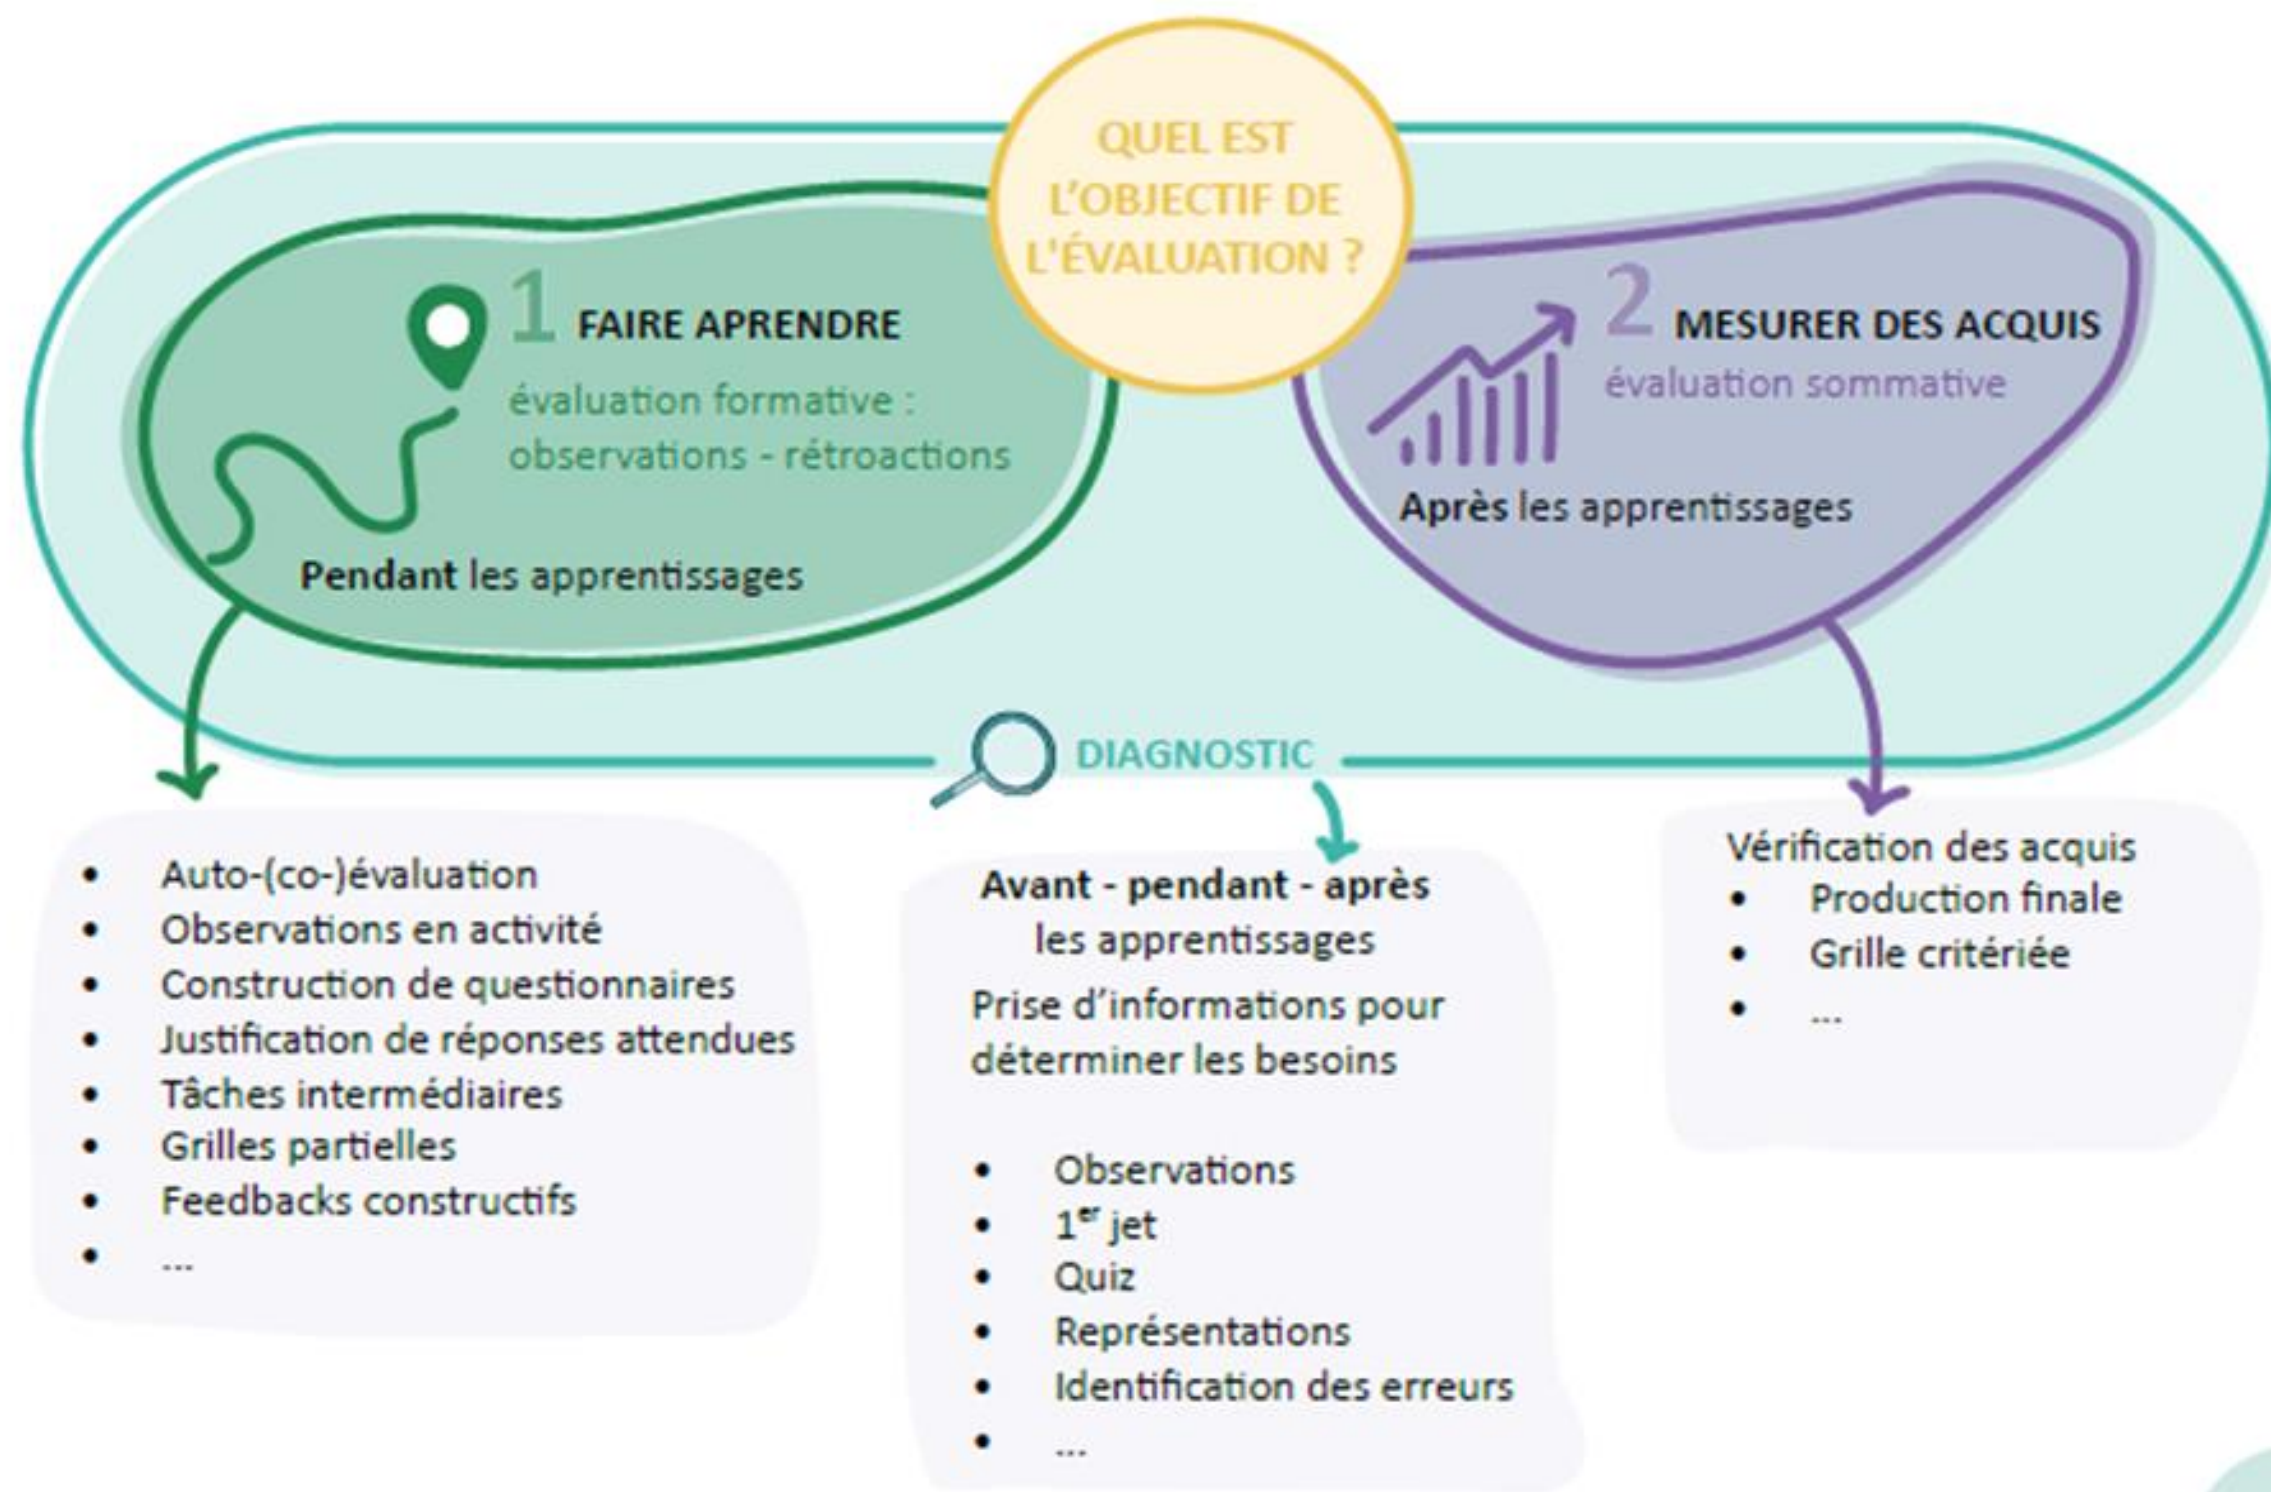 QUEL EST
L'OBJECTIF DE
L'ÉVALUATION ?
1 FAIRE APRENDRE
évaluation formative :
observations - rétroactions
Pendant les apprentissages
2 MESURER DES ACQUIS
évaluation sommative
Après les apprentissages
DIAGNOSTIC
• Auto-(co-)évaluation
• Observations en activité
• Construction de questionnaires
• Justification de réponses attendues
• Tâches intermédiaires
• Grilles partielles
• Feedbacks constructifs
• ...
Avant - pendant - après
les apprentissages
Prise d’informations pour
déterminer les besoins
• Observations
• 1er jet
• Quiz
• Représentations
• Identification des erreurs
• ...
Vérification des acquis
• Production finale
• Grille critériée
• ...